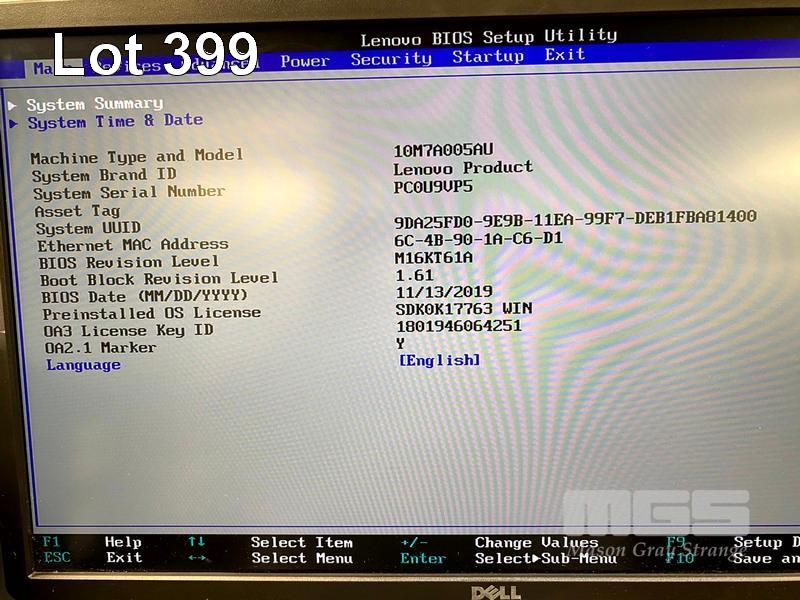 Lot 399
Lenovo BIOS Setup Utility
Main Devices Advanced Power Security Startup Exit
System Summary
System Time & Date
Machine Type and Model 10M7A005AU
System Brand ID Lenovo Product
System Serial Number PC0U9VP5
Asset Tag
System UUID 9DA25FD0-9E9B-11EA-99F7-DEB1FBA81400
Ethernet MAC Address 6C-4B-90-1A-C6-D1
BIOS Revision Level M16KT61A
Boot Block Revision Level 1.61
BIOS Date (MM/DD/YYYY) 11/13/2019
Preinstalled OS License SDK0K17763 WIN
OA3 License Key ID 1801946064251
OA2.1 Marker Y
Language [English]
MGS
Mason Gray Strange
F1 Help ↑↓ Select Item +/- Change Values F9 Setup D
ESC Exit ←→ Select Menu Enter Select▶Sub-Menu F10 Save an
DELL